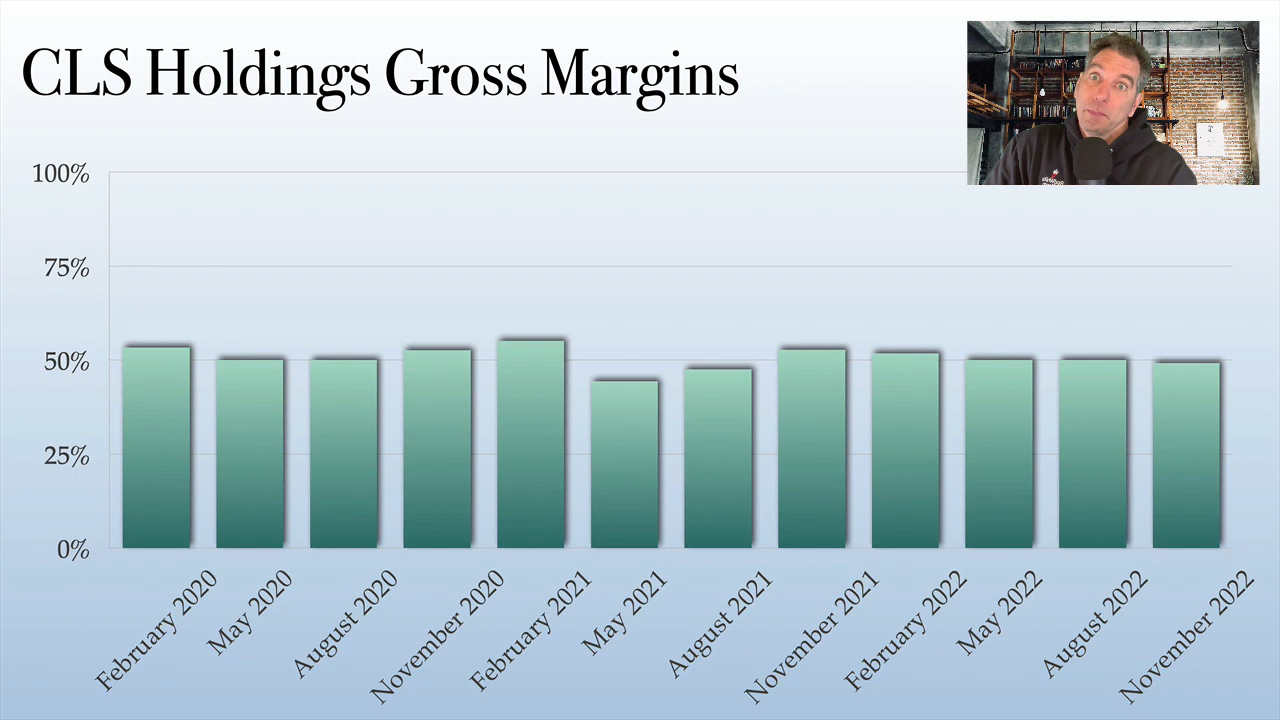 CLS Holdings Gross Margins
100%
75%
50%
25%
0%
February 2020
May 2020
August 2020
November 2020
February 2021
May 2021
August 2021
November 2021
February 2022
May 2022
August 2022
November 2022